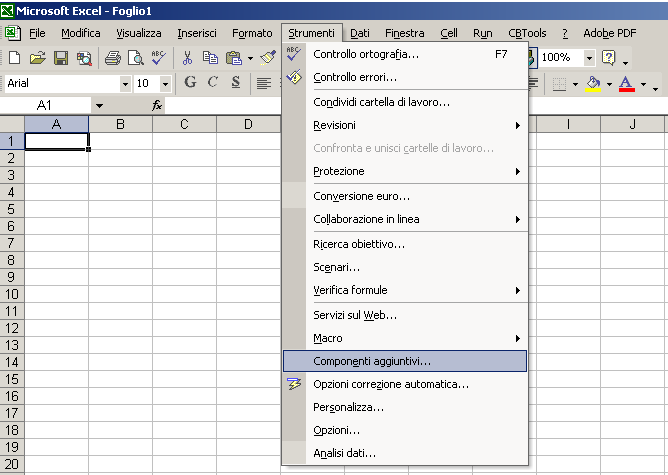 Microsoft Excel - Foglio1
File Modifica Visualizza Inserisci Formato Strumenti Dati Finestra Cell Run CBTools ? Adobe PDF
100%
Arial 10 G C S
A1 fx
A B C D I J
1
2
3
4
5
6
7
8
9
10
11
12
13
14
15
16
17
18
19
20
Controllo ortografia... F7
Controllo errori...
Condividi cartella di lavoro...
Revisioni
Confronta e unisci cartelle di lavoro...
Protezione
Conversione euro...
Collaborazione in linea
Ricerca obiettivo...
Scenari...
Verifica formule
Servizi sul Web...
Macro
Componenti aggiuntivi...
Opzioni correzione automatica...
Personalizza...
Opzioni...
Analisi dati...